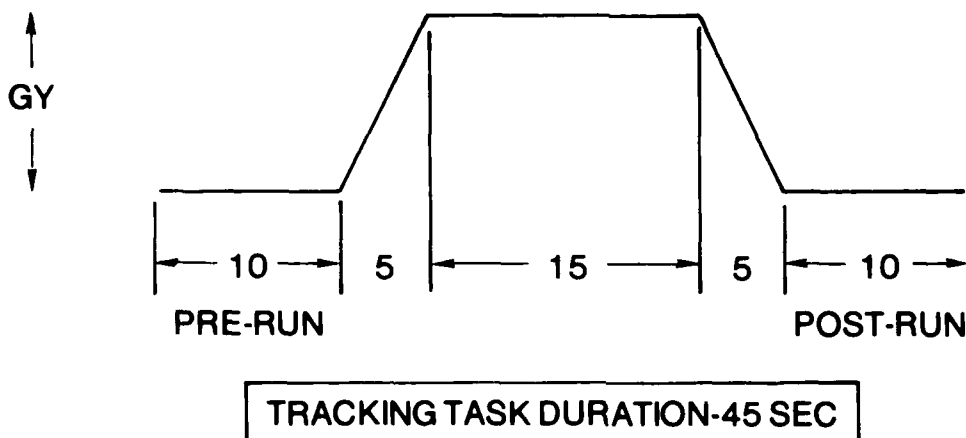 GY
10 5 15 5 10
PRE-RUN POST-RUN
TRACKING TASK DURATION-45 SEC